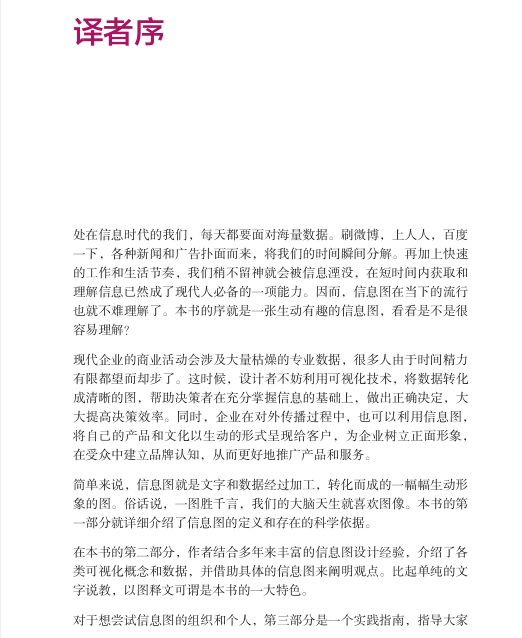 译者序
处在信息时代的我们，每天都要面对海量数据。刷微博，上人人，百度
一下，各种新闻和广告扑面而来，将我们的时间瞬间分解。再加上快速
的工作和生活节奏，我们稍不留神就会被信息湮没，在短时间内获取和
理解信息已然成了现代人必备的一项能力。因而，信息图在当下的流行
也就不难理解了。本书的序就是一张生动有趣的信息图，看看是不是很
容易理解？
现代企业的商业活动会涉及大量枯燥的专业数据，很多人由于时间精力
有限都望而却步了。这时候，设计者不妨利用可视化技术，将数据转化
成清晰的图，帮助决策者在充分掌握信息的基础上，做出正确决定，大
大提高决策效率。同时，企业在对外传播过程中，也可以利用信息图，
将自己的产品和文化以生动的形式呈现给客户，为企业树立正面形象，
在受众中建立品牌认知，从而更好地推广产品和服务。
简单来说，信息图就是文字和数据经过加工，转化而成的一幅幅生动形
象的图。俗话说，一图胜千言，我们的大脑天生就喜欢图像。本书的第
一部分就详细介绍了信息图的定义和存在的科学依据。
在本书的第二部分，作者结合多年来丰富的信息图设计经验，介绍了各
类可视化概念和数据，并借助具体的信息图来阐明观点。比起单纯的文
字说教，以图释文可谓是本书的一大特色。
对于想尝试信息图的组织和个人，第三部分是一个实践指南，指导大家